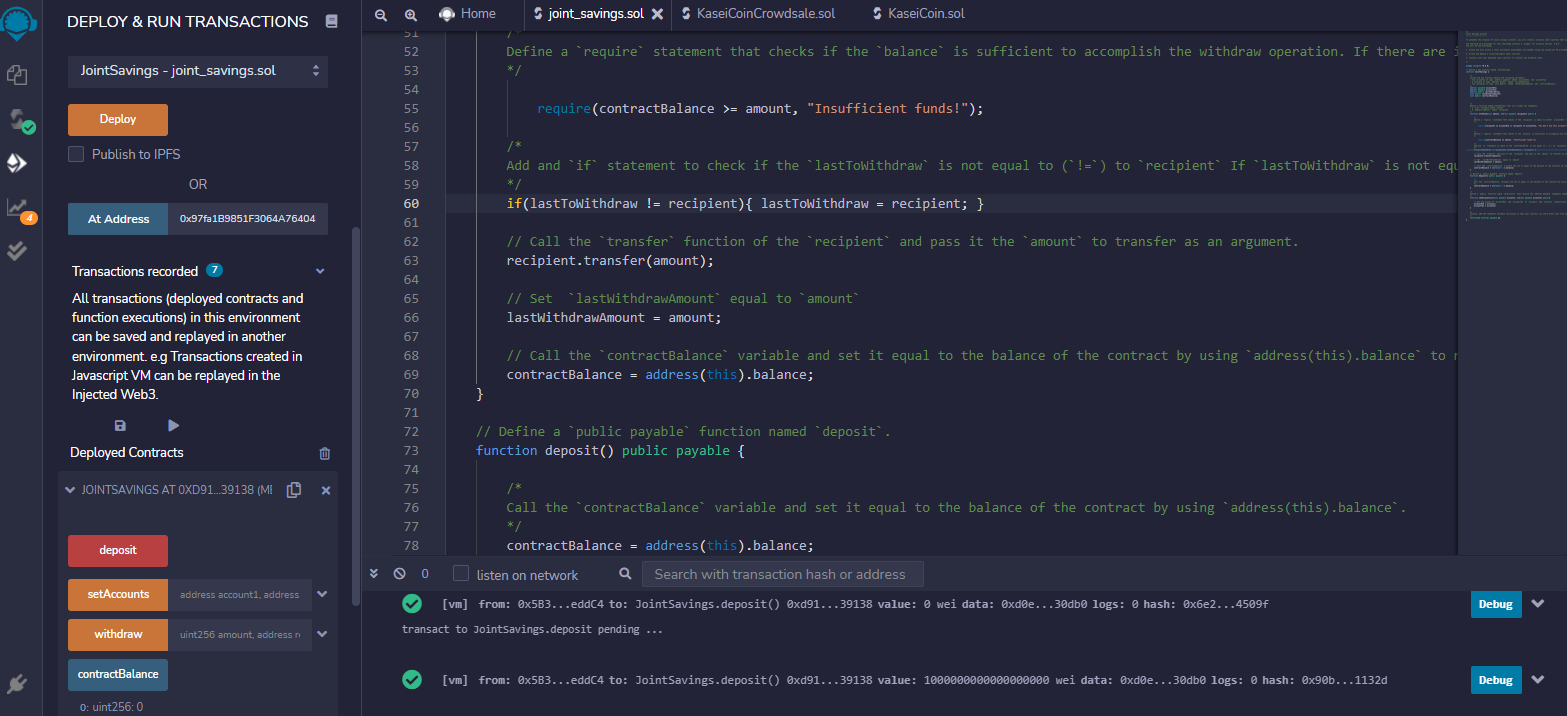 DEPLOY & RUN TRANSACTIONS
JointSavings - joint_savings.sol
Deploy
Publish to IPFS
OR
At Address
0x97fa1B9851F3064A76404
Transactions recorded 7
All transactions (deployed contracts and
function executions) in this environment
can be saved and replayed in another
environment. e.g Transactions created in
Javascript VM can be replayed in the
Injected Web3.
Deployed Contracts
JOINTSAVINGS AT 0XD91...39138 (ME
deposit
setAccounts
address account1, address
withdraw
uint256 amount, address re
contractBalance
0: uint256: 0
4
Home
joint_savings.sol
KaseiCoinCrowdsale.sol
KaseiCoin.sol
51 /*
52 Define a `require` statement that checks if the `balance` is sufficient to accomplish the withdraw operation. If there are i
53 */
54
55 require(contractBalance >= amount, "Insufficient funds!");
56
57 /*
58 Add and `if` statement to check if the `lastToWithdraw` is not equal to (`!=`) to `recipient` If `lastToWithdraw` is not equ
59 */
60 if(lastToWithdraw != recipient){ lastToWithdraw = recipient; }
61
62 // Call the `transfer` function of the `recipient` and pass it the `amount` to transfer as an argument.
63 recipient.transfer(amount);
64
65 // Set  `lastWithdrawAmount` equal to `amount`
66 lastWithdrawAmount = amount;
67
68 // Call the `contractBalance` variable and set it equal to the balance of the contract by using `address(this).balance` to r
69 contractBalance = address(this).balance;
70 }
71
72 // Define a `public payable` function named `deposit`.
73 function deposit() public payable {
74
75 /*
76 Call the `contractBalance` variable and set it equal to the balance of the contract by using `address(this).balance`.
77 */
78 contractBalance = address(this).balance;
0
listen on network
Search with transaction hash or address
[vm] from: 0x5B3...eddC4 to: JointSavings.deposit() 0xd91...39138 value: 0 wei data: 0xd0e...30db0 logs: 0 hash: 0x6e2...4509f
Debug
transact to JointSavings.deposit pending ...
[vm] from: 0x5B3...eddC4 to: JointSavings.deposit() 0xd91...39138 value: 1000000000000000000 wei data: 0xd0e...30db0 logs: 0 hash: 0x90b...1132d
Debug